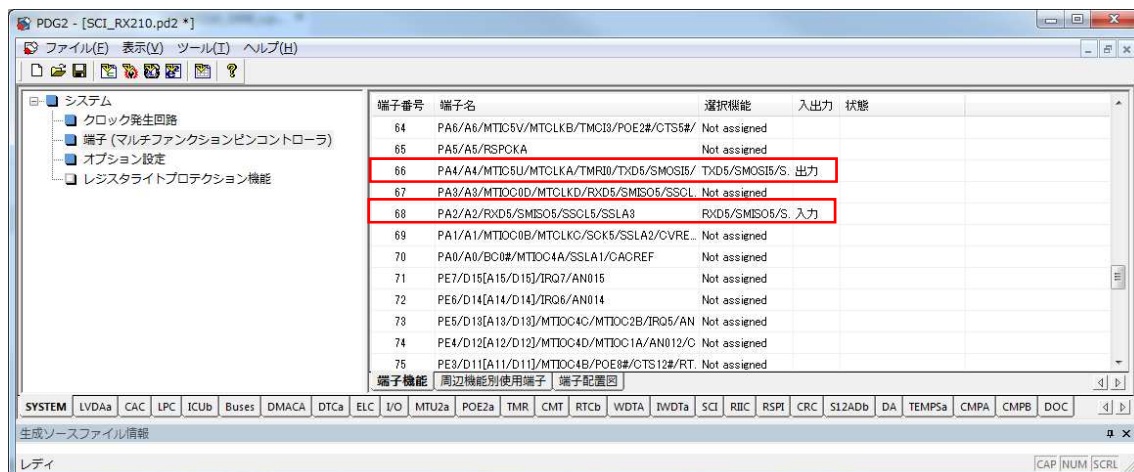 PDG2 - [SCI_RX210.pd2 *]
ファイル(F) 表示(V) ツール(T) ヘルプ(H)
システム
クロック発生回路
端子 (マルチファンクションピンコントローラ)
オプション設定
レジスタライトプロテクション機能
端子番号 端子名 選択機能 入出力 状態
64 PA6/A6/MTIC5V/MTCLKB/TMCI3/POE2#/CTS5#/ Not assigned
65 PA5/A5/RSPCKA Not assigned
66 PA4/A4/MTIC5U/MTCLKA/TMRI0/TXD5/SMOSI5/ TXD5/SMOSI5/S. 出力
67 PA3/A3/MTIOC0D/MTCLKD/RXD5/SMISO5/SSCL. Not assigned
68 PA2/A2/RXD5/SMISO5/SSCL5/SSLA3 RXD5/SMISO5/S. 入力
69 PA1/A1/MTIOC0B/MTCLKC/SCK5/SSLA2/CVRE... Not assigned
70 PA0/A0/BC0#/MTIOC4A/SSLA1/CACREF Not assigned
71 PE7/D15[A15/D15]/IRQ7/AN015 Not assigned
72 PE6/D14[A14/D14]/IRQ6/AN014 Not assigned
73 PE5/D13[A13/D13]/MTIOC4C/MTIOC2B/IRQ5/AN Not assigned
74 PE4/D12[A12/D12]/MTIOC4D/MTIOC1A/AN012/C Not assigned
75 PE3/D11[A11/D11]/MTIOC4B/POE8#/CTS12#/RT. Not assigned
端子機能 周辺機能別使用端子 端子配置図
SYSTEM LVDAa CAC LPC ICUb Buses DMACA DTCa ELC I/O MTU2a POE2a TMR CMT RTCb WDTA IWDTa SCI RIIC RSPI CRC S12ADb DA TEMPSa CMPA CMPB DOC
生成ソースファイル情報
レディ CAP NUM SCRL